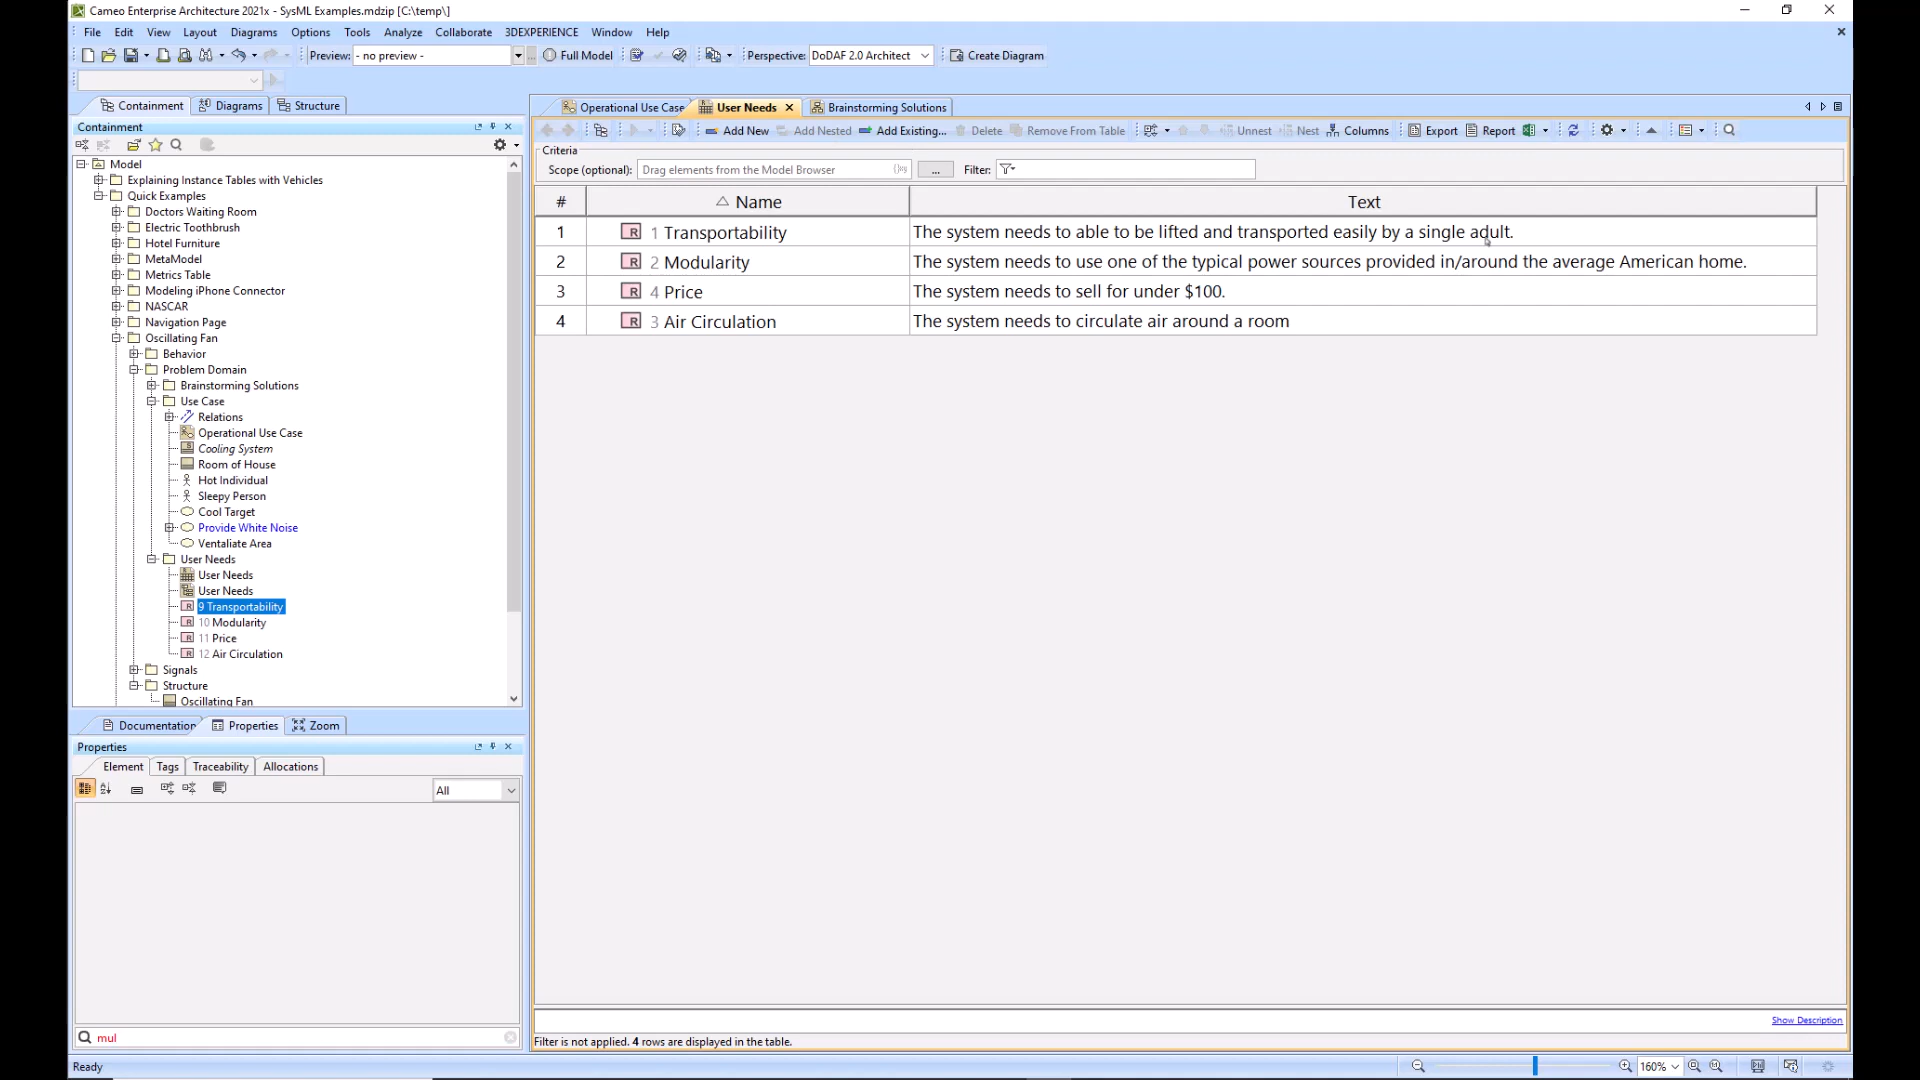 Cameo Enterprise Architecture 2021x - SysML Examples.mdzip [C:\temp\]
File Edit View Layout Diagrams Options Tools Analyze Collaborate 3DEXPERIENCE Window Help
Preview: - no preview - ... Full Model Perspective: DoDAF 2.0 Architect Create Diagram
Containment Diagrams Structure
Containment
Model
Explaining Instance Tables with Vehicles
Quick Examples
Doctors Waiting Room
Electric Toothbrush
Hotel Furniture
MetaModel
Metrics Table
Modeling iPhone Connector
NASCAR
Navigation Page
Oscillating Fan
Behavior
Problem Domain
Brainstorming Solutions
Use Case
Relations
Operational Use Case
Cooling System
Room of House
Hot Individual
Sleepy Person
Cool Target
Provide White Noise
Ventaliate Area
User Needs
User Needs
User Needs
R 9 Transportability
R 10 Modularity
R 11 Price
R 12 Air Circulation
Signals
Structure
Oscillating Fan
Documentation Properties Zoom
Properties
Element Tags Traceability Allocations
All
mul
Operational Use Case User Needs Brainstorming Solutions
Add New Add Nested Add Existing... Delete Remove From Table Unnest Nest Columns Export Report
Criteria
Scope (optional): Drag elements from the Model Browser ... Filter:
# Name Text
1 R 1 Transportability The system needs to able to be lifted and transported easily by a single adult.
2 R 2 Modularity The system needs to use one of the typical power sources provided in/around the average American home.
3 R 4 Price The system needs to sell for under $100.
4 R 3 Air Circulation The system needs to circulate air around a room
Show Description
Filter is not applied. 4 rows are displayed in the table.
Ready 160%